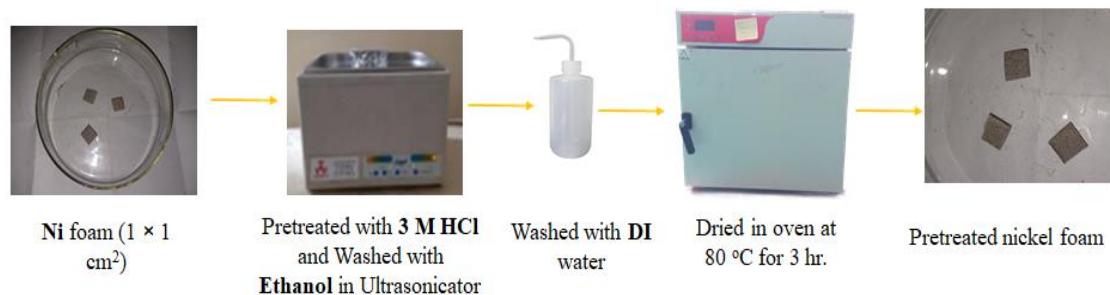 Ni foam (1 × 1
cm²)
Pretreated with 3 M HCl
and Washed with
Ethanol in Ultrasonicator
Washed with DI
water
Dried in oven at
80 ᵒC for 3 hr.
Pretreated nickel foam